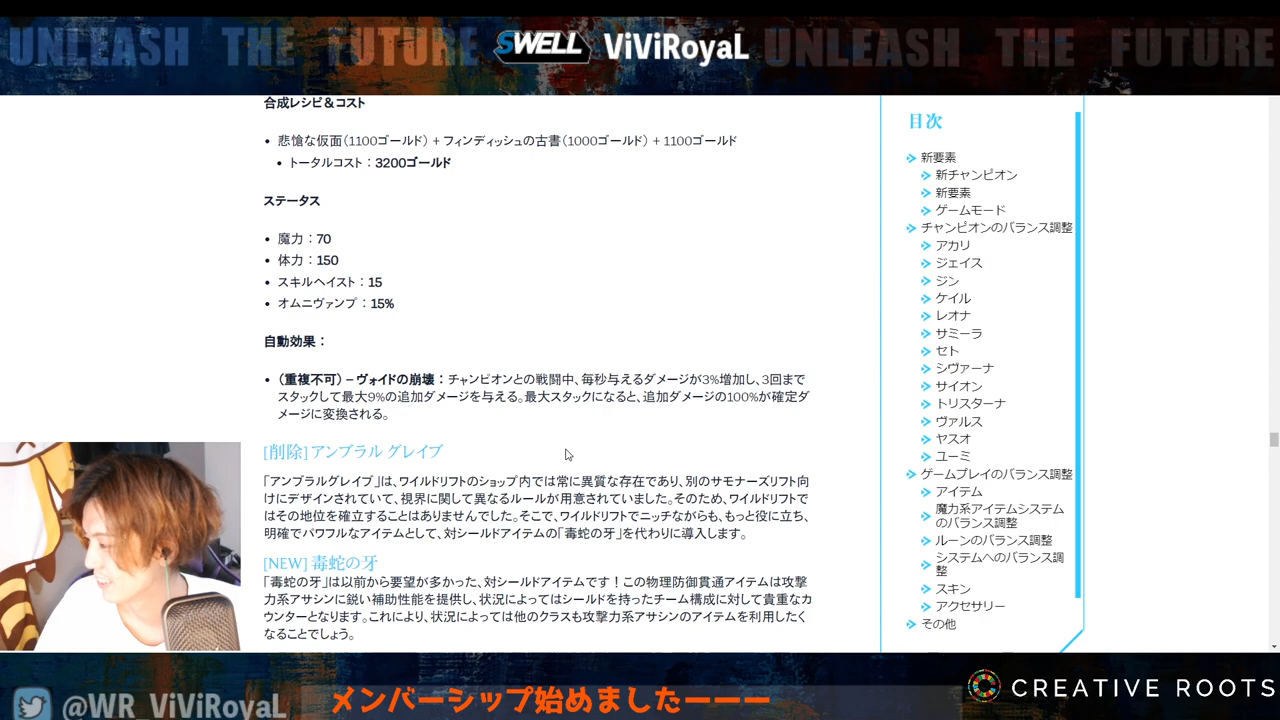 UNLEASH THE FUTURE SWELL ViViRoyaL UNLEASH THE FUTURE
合成レシピ&コスト
• 悲愴な仮面(1100ゴールド) + フィンディッシュの古書(1000ゴールド) + 1100ゴールド
• トータルコスト:3200ゴールド
ステータス
• 魔力:70
• 体力:150
• スキルヘイスト:15
• オムニヴァンプ:15%
自動効果:
• (重複不可) – ヴォイドの崩壊:チャンピオンとの戦闘中、毎秒与えるダメージが3%増加し、3回まで
スタックして最大9%の追加ダメージを与える。最大スタックになると、追加ダメージの100%が確定ダ
メージに変換される。
[削除]アンブラル グレイブ
「アンブラルグレイブ」は、ワイルドリフトのショップ内では常に異質な存在であり、別のサモナーズリフト向
けにデザインされていて、視界に関して異なるルールが用意されていました。そのため、ワイルドリフトで
はその地位を確立することはありませんでした。そこで、ワイルドリフトでニッチながらも、もっと役に立ち、
明確でパワフルなアイテムとして、対シールドアイテムの「毒蛇の牙」を代わりに導入します。
[NEW] 毒蛇の牙
「毒蛇の牙」は以前から要望が多かった、対シールドアイテムです!この物理防御貫通アイテムは攻撃
力系アサシンに鋭い補助性能を提供し、状況によってはシールドを持ったチーム構成に対して貴重なカ
ウンターとなります。これにより、状況によっては他のクラスも攻撃力系アサシンのアイテムを利用したく
なることでしょう。
目次
新要素
新チャンピオン
新要素
ゲームモード
チャンピオンのバランス調整
アカリ
ジェイス
ジン
ケイル
レオナ
サミーラ
セト
シヴァーナ
サイオン
トリスターナ
ヴァルス
ヤスオ
ユーミ
ゲームプレイのバランス調整
アイテム
魔力系アイテムシステム
のバランス調整
ルーンのバランス調整
システムへのバランス調
整
スキン
アクセサリー
その他
@WR_ViViRoyaL
メンバーシップ始めましたーーー
CREATIVE ROOTS